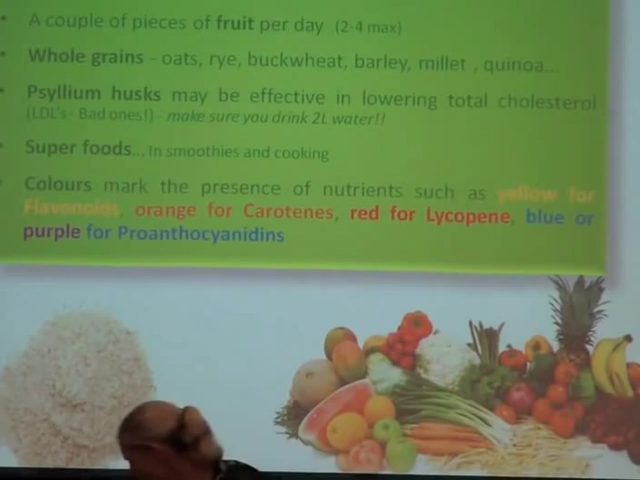 • A couple of pieces of fruit per day (2-4 max)
• Whole grains - oats, rye, buckwheat, barley, millet , quinoa...
• Psyllium husks may be effective in lowering total cholesterol
(LDL's - Bad ones!) - make sure you drink 2L water!!
• Super foods... In smoothies and cooking
• Colours mark the presence of nutrients such as yellow for
Flavonoids, orange for Carotenes, red for Lycopene, blue or
purple for Proanthocyanidins